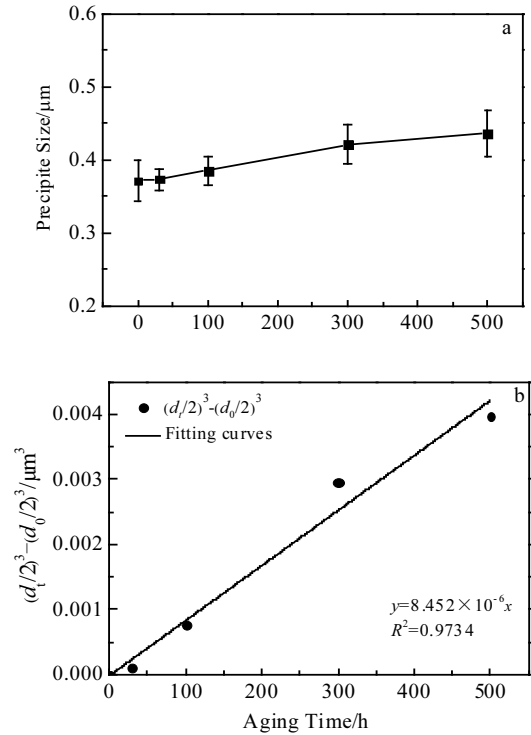 a
0.6
0.5
0.4
0.3
0.2
Precipite Size/μm
0 100 200 300 400 500
b
(dₜ/2)³-(d₀/2)³
Fitting curves
0.004
0.003
0.002
0.001
0.000
(dₜ/2)³−(d₀/2)³/μm³
y=8.452×10⁻⁶x
R²=0.9734
0 100 200 300 400 500
Aging Time/h